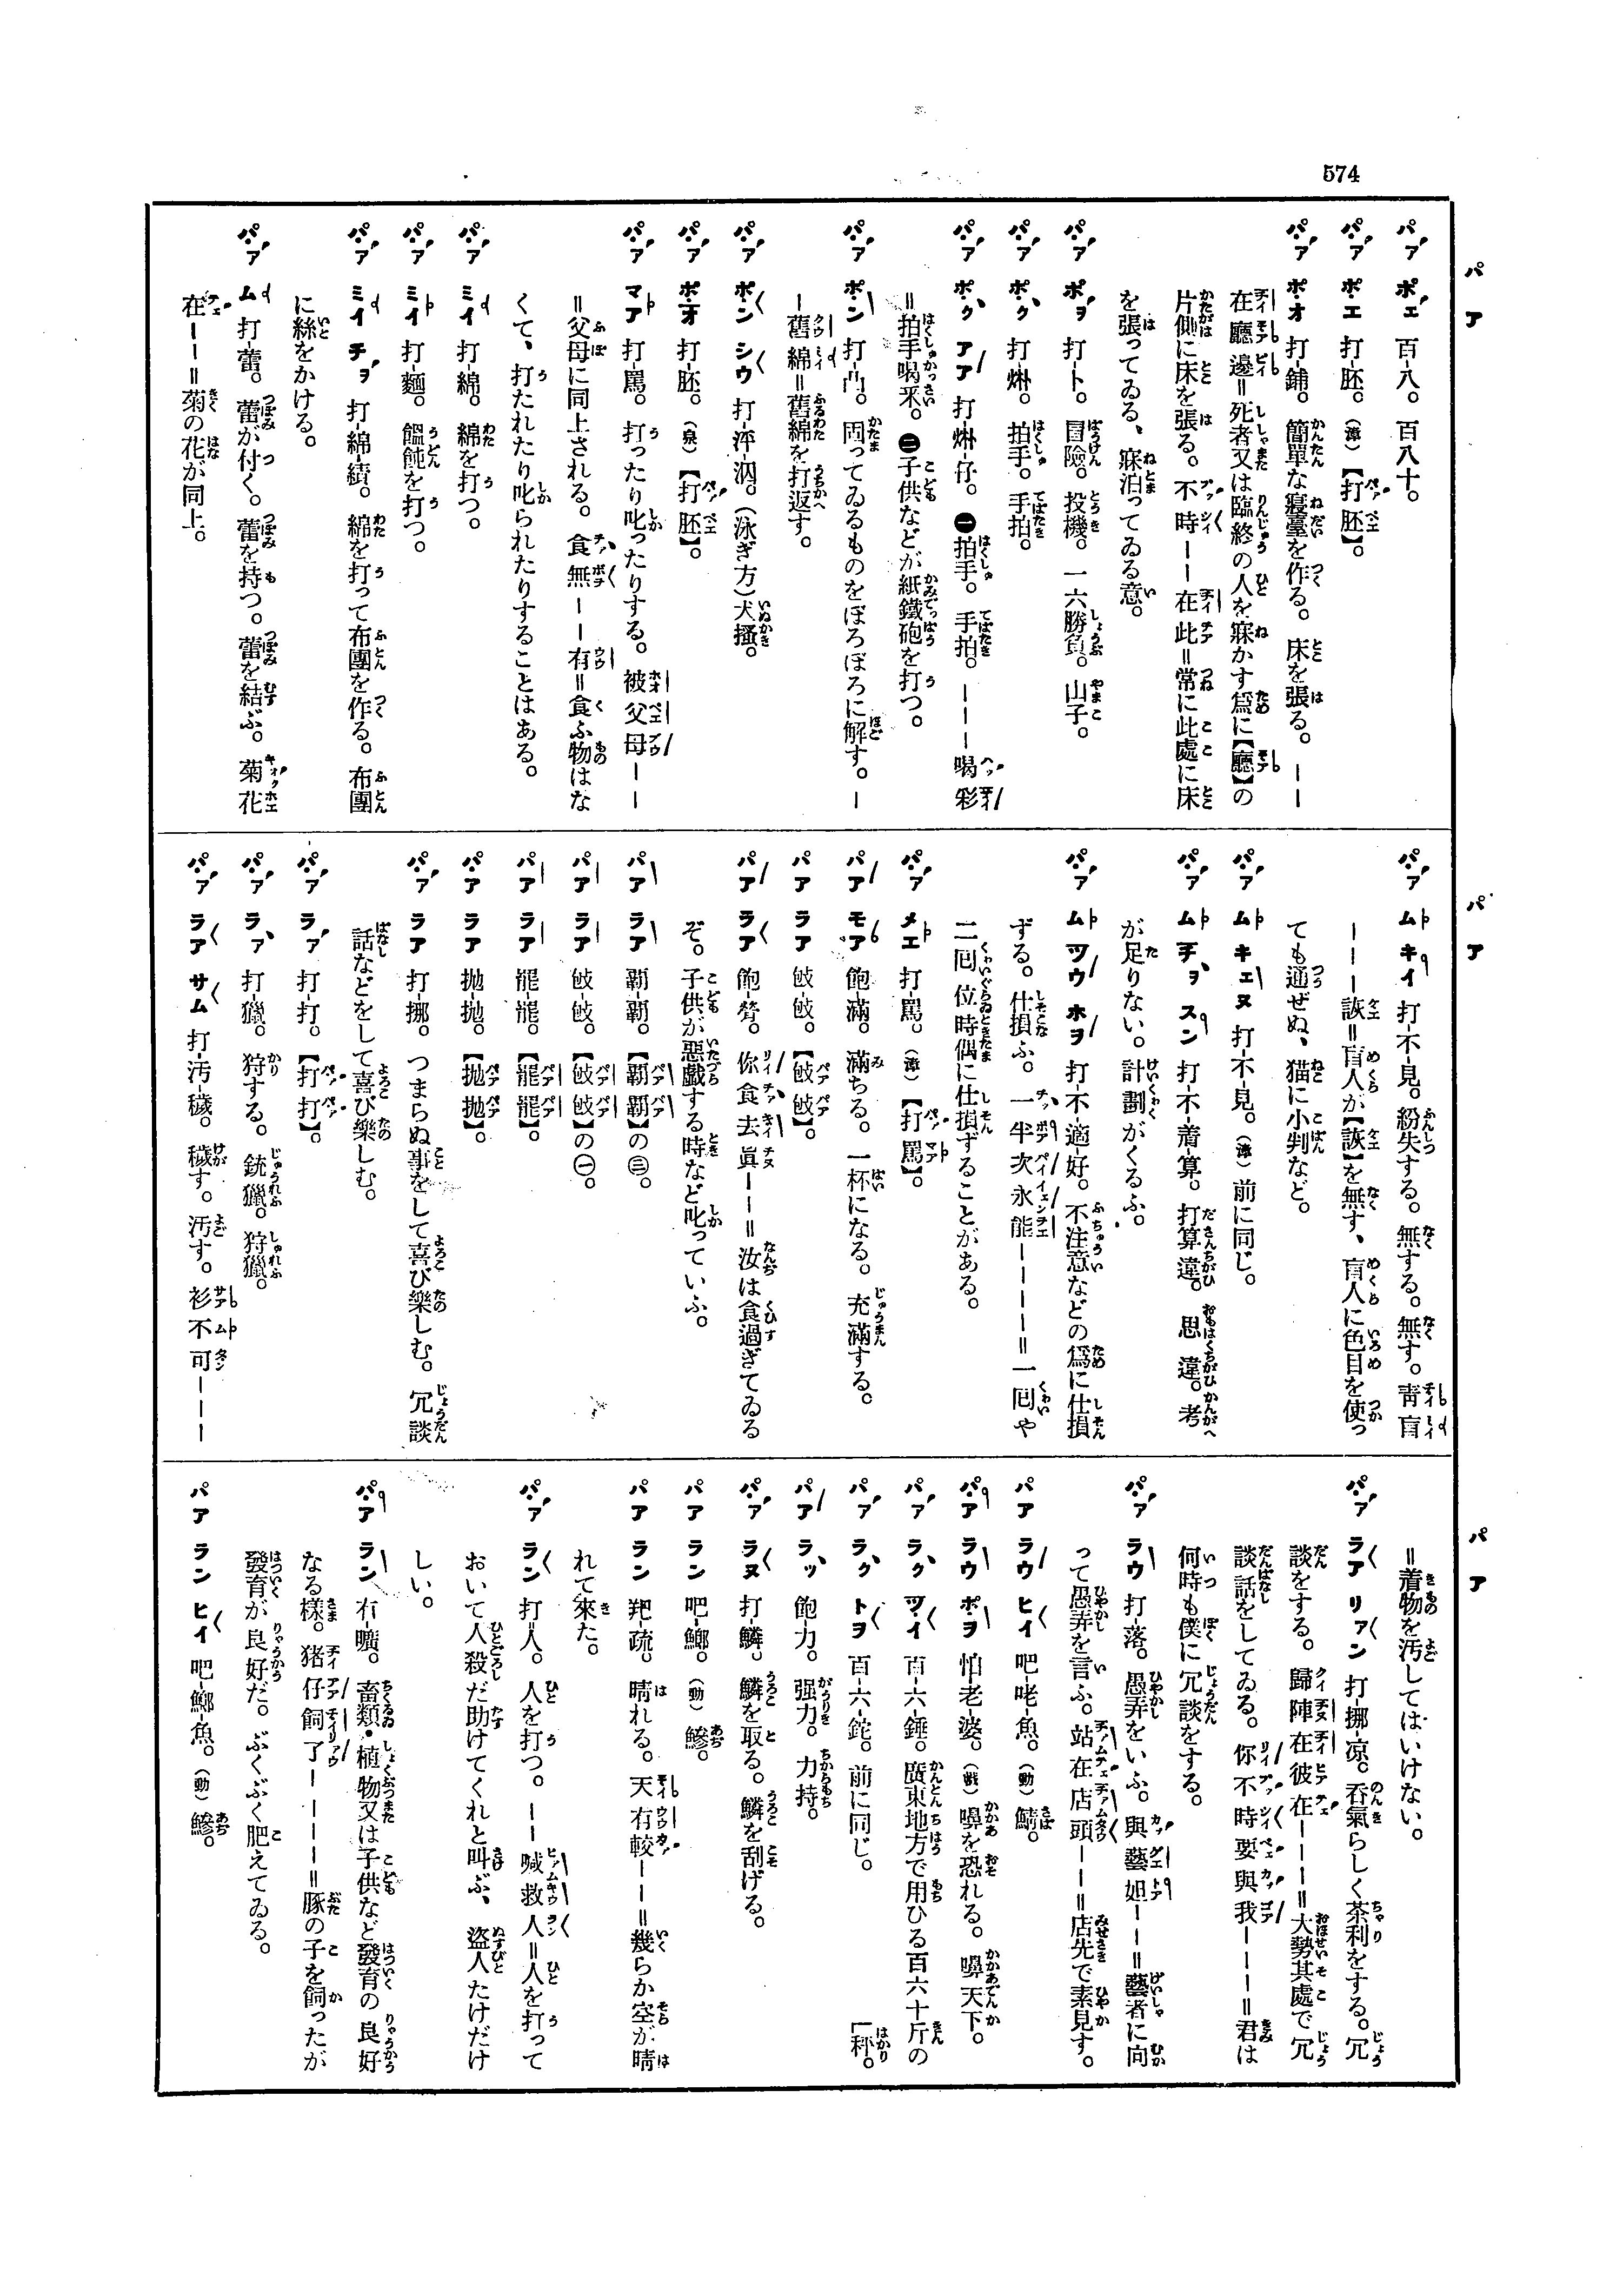 574
パア
パア ポェ 百-八。百八十。
パア ポエ 打-胚。（漳）【打胚】。
パア ポオ 打-鋪。簡單な寢臺を作る。床を張る。――
在廳邊＝死者又は臨終の人を寐かす爲に【廳】の
片側に床を張る。不時――在此＝常に此處に床
を張ってゐる、寐泊ってゐる意。
パア ポヲ 打-卜。冒險。投機。一六勝負。山子。
パア ポク 打-𤆬。拍手。手拍。
パア ポク アア 打-𤆬-仔。㊀拍手。手拍。―――喝彩
＝拍手喝釆。㊁子供などが紙鐵砲を打つ。
パア ポン 打-冇。固ってゐるものをぼろぼろに解す。―
―舊綿＝舊綿を打返す。
パア ポン シウ 打-泙-泅。（泳ぎ方）犬搔。
パア ポオ 打-胚。（泉）【打胚】。
パア マア 打-罵。打ったり叱ったりする。被父母――
＝父母に同上される。食無――有＝食ふ物はな
くて、打たれたり叱られたりすることはある。
パア ミイ 打-綿。綿を打つ。
パア ミイ 打-麵。饂飩を打つ。
パア ミイ チヲ 打-綿-績。綿を打って布團を作る。布團
に絲をかける。
パア ム 打-蕾。蕾が付く。蕾を持つ。蕾を結ぶ。菊花
在――＝菊の花が同上。
パア
パア ム キイ 打-不-見。紛失する。無する。無す。靑盲
―――詼＝盲人が【詼】を無す、盲人に色目を使っ
ても通ぜぬ、猫に小判など。
パア ム キェヌ 打-不-見。（漳）前に同じ。
パア ム チヲ スン 打-不-着-算。打算違。思違。考
が足りない。計劃がくるふ。
パア ム ツウ ホヲ 打-不-適-好。不注意などの爲に仕損
ずる。仕損ふ。一半次永能――――＝一囘や
二囘位時偶に仕損ずることがある。
パア メエ 打-罵。（漳）【打罵】。
パア モア 飽-滿。滿ちる。一杯になる。充滿する。
パア ラア 㿭-㿭。
パア ラア 飽-膋。你食去眞――＝汝は食過ぎてゐる
ぞ。子供が惡戲する時など叱っていふ。
パア ラア 覇-覇。【覇覇】の㊂。
パア ラア の㊀。
パア ラア 罷-罷。【罷罷】。
パア ラア 抛-抛。【抛抛】。
パア ラア 打-挪。つまらぬ事をして喜び樂しむ。冗談
話などをして喜び樂しむ。
パア ラァ 打-打。【打打】。
パア ラァ 打-獵。狩する。銃獵。狩獵。
パア ラア サム 打-汚-穢。穢す。汚す。衫不可―――
パア
＝着物を汚してはいけない。
パア ラア リアン 打-挪-凉。呑氣らしく茶利をする。冗
談をする。歸陣在彼在―――＝大勢其處で冗
談話をしてゐる。你不時要與我―――＝君は
何時も僕に冗談をする。
パア ラウ 打-落。愚弄をいふ。與藝妲――＝藝者に向
って愚弄を言ふ。站在店頭――＝店先で素見す。
パア ラウ ヒイ 吧-咾-魚。（動）鯖。
パア ラウ ポヲ 怕-老-婆。（戲）嚊を恐れる。嚊天下。
パア ラク ツイ 百-六-錘。廣東地方で用ひる百六十斤の
「秤。
パア ラク トヲ 百-六-鉈。前に同じ。
パア ラッ 飽-力。强力。力持。
パア ラヌ 打-鱗。鱗を取る。鱗を刮げる。
パア ラン 吧-鯽。（動）鰺。
パア ラン 𦐂-疏。晴れる。天有較――＝幾らか空が晴
れて來た。
パア ラン 打-人。人を打つ。――喊救人＝人を打って
おいて人殺だ助けてくれと叫ぶ、盜人たけだけ
しい。
パア ラン 冇-曠。畜類・植物又は子供など發育の良好
なる樣。猪仔飼了――――＝豚の子を飼ったが
發育が良好だ。ぶくぶく肥えてゐる。
パア ラン ヒイ 吧-鯽-魚。（動）鰺。